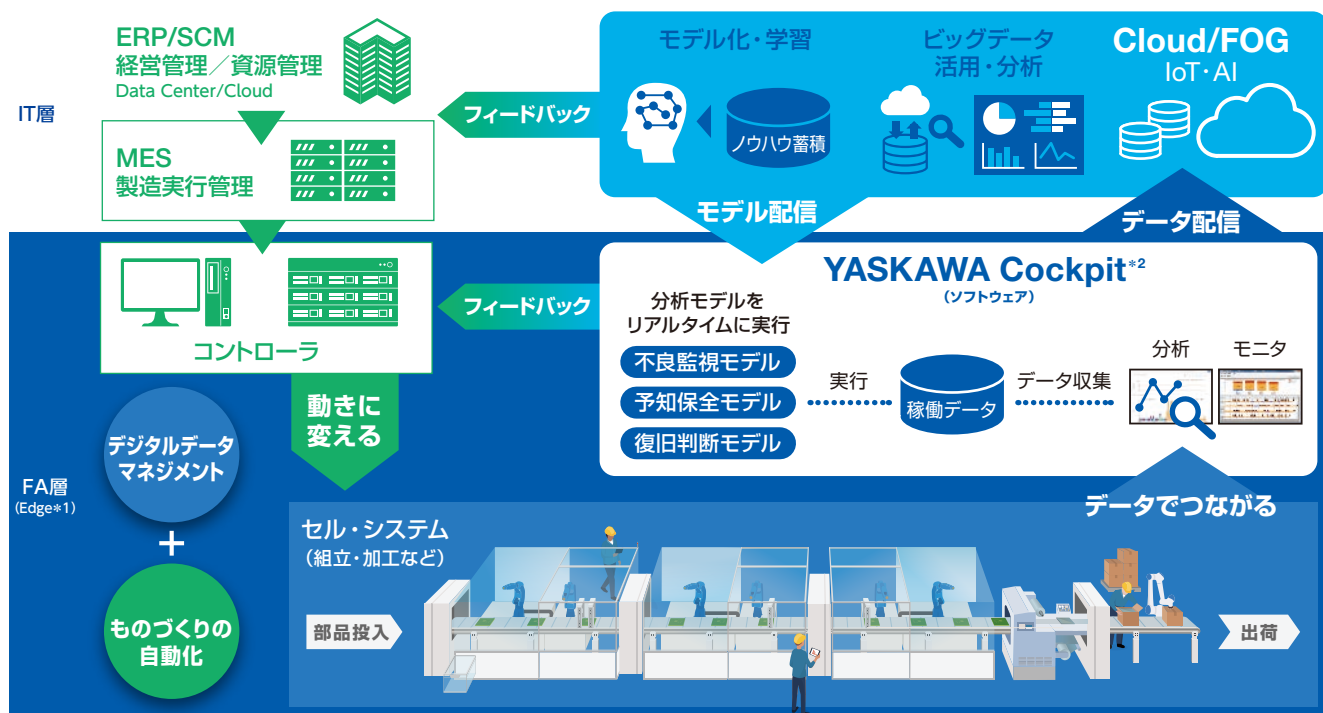 IT層
ERP/SCM
経営管理／資源管理
Data Center/Cloud
MES
製造実行管理
フィードバック
モデル化・学習
ノウハウ蓄積
ビッグデータ
活用・分析
Cloud/FOG
IoT・AI
モデル配信
データ配信
FA層
(Edge*1)
コントローラ
フィードバック
YASKAWA Cockpit*2
（ソフトウェア）
分析モデルを
リアルタイムに実行
不良監視モデル
予知保全モデル
復旧判断モデル
実行
稼働データ
データ収集
分析
モニタ
動きに
変える
データでつながる
デジタルデータ
マネジメント
+
ものづくりの
自動化
セル・システム
（組立・加工など）
部品投入
出荷